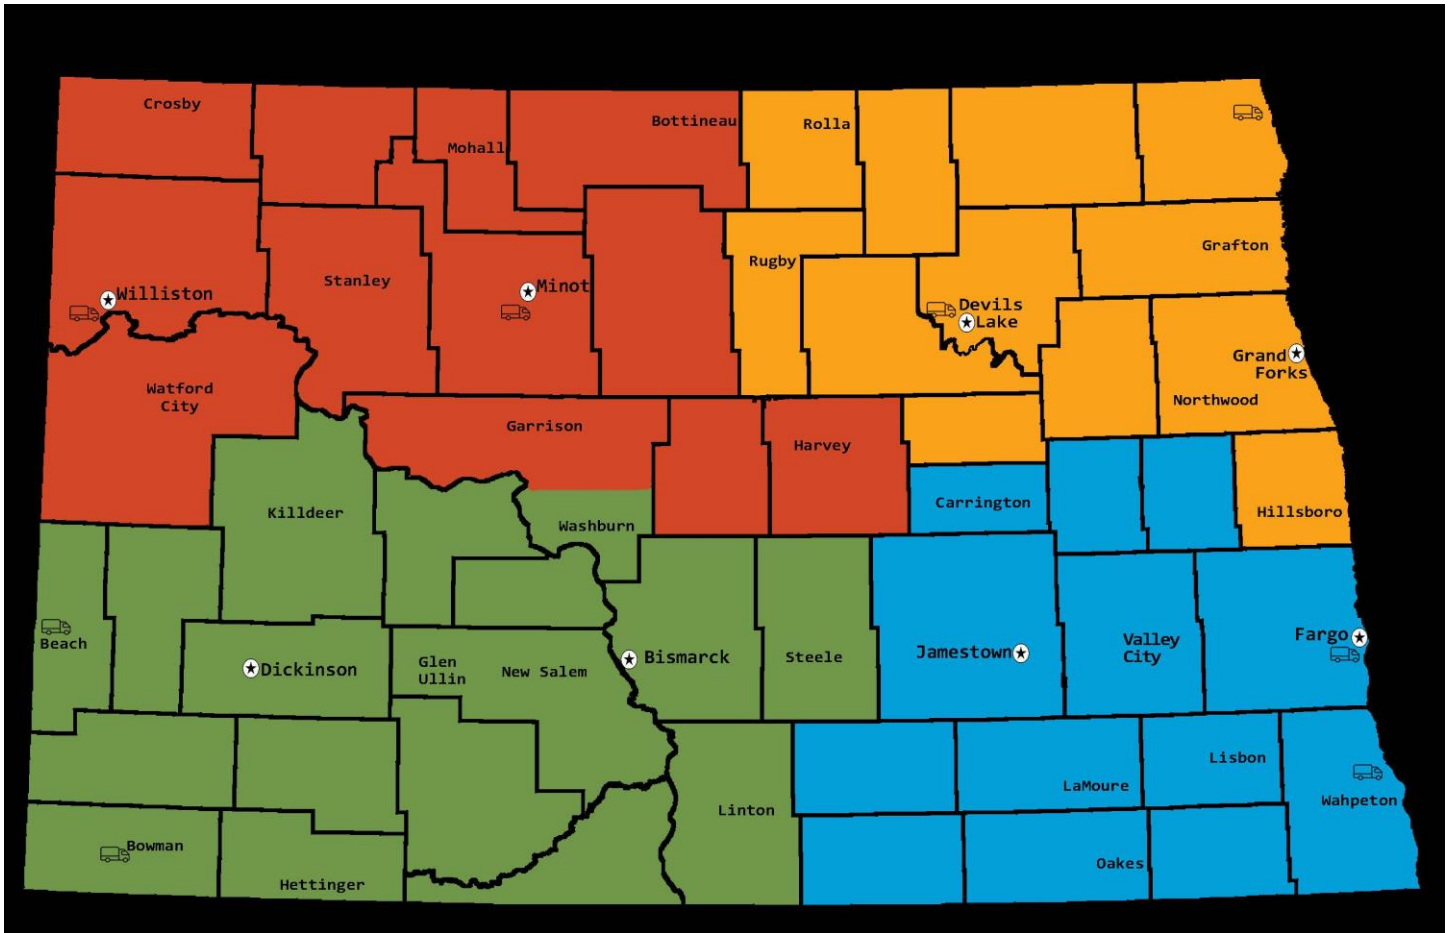 Crosby
Mohall
Bottineau
Rolla
Grafton
Rugby
Stanley
Minot
Williston
Devils
Lake
Grand
Forks
Watford
City
Northwood
Garrison
Harvey
Carrington
Hillsboro
Killdeer
Washburn
Beach
Dickinson
Glen
Ullin
New Salem
Bismarck
Steele
Jamestown
Valley
City
Fargo
Lisbon
LaMoure
Wahpeton
Linton
Bowman
Hettinger
Oakes